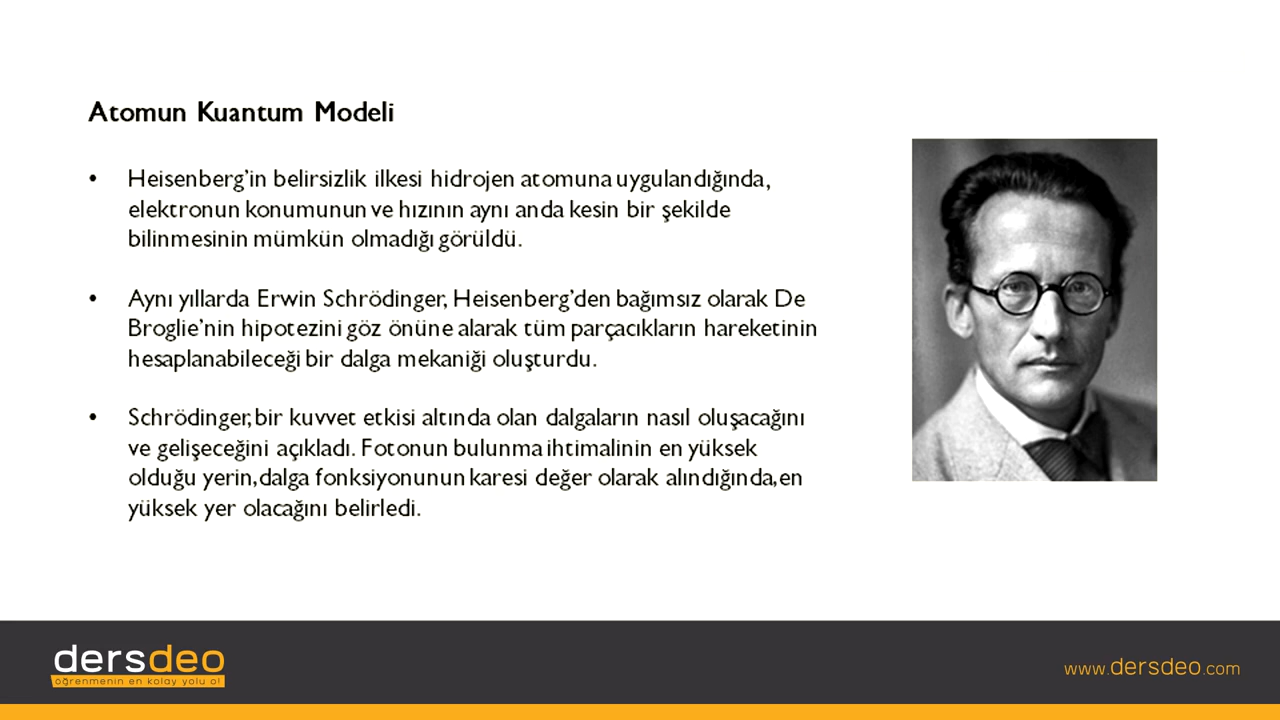 Atomun Kuantum Modeli
• Heisenberg’in belirsizlik ilkesi hidrojen atomuna uygulandığında,
elektronun konumunun ve hızının aynı anda kesin bir şekilde
bilinmesinin mümkün olmadığı görüldü.
• Aynı yıllarda Erwin Schrödinger, Heisenberg’den bağımsız olarak De
Broglie’nin hipotezini göz önüne alarak tüm parçacıkların hareketinin
hesaplanabileceği bir dalga mekaniği oluşturdu.
• Schrödinger, bir kuvvet etkisi altında olan dalgaların nasıl oluşacağını
ve gelişeceğini açıkladı. Fotonun bulunma ihtimalinin en yüksek
olduğu yerin, dalga fonksiyonunun karesi değer olarak alındığında, en
yüksek yer olacağını belirledi.
dersdeo
öğrenmenin en kolay yolu o!
www.dersdeo.com